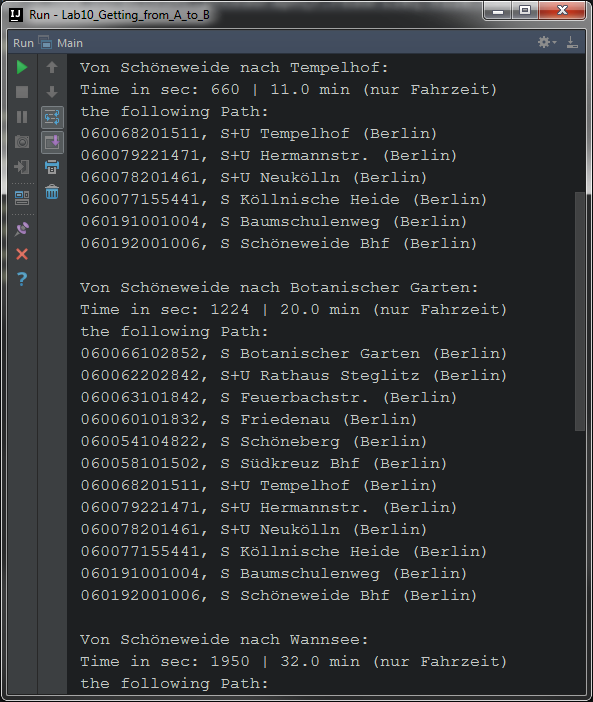 Run - Lab10_Getting_from_A_to_B
Run Main
Von Schöneweide nach Tempelhof:
Time in sec: 660 | 11.0 min (nur Fahrzeit)
the following Path:
060068201511, S+U Tempelhof (Berlin)
060079221471, S+U Hermannstr. (Berlin)
060078201461, S+U Neukölln (Berlin)
060077155441, S Köllnische Heide (Berlin)
060191001004, S Baumschulenweg (Berlin)
060192001006, S Schöneweide Bhf (Berlin)
Von Schöneweide nach Botanischer Garten:
Time in sec: 1224 | 20.0 min (nur Fahrzeit)
the following Path:
060066102852, S Botanischer Garten (Berlin)
060062202842, S+U Rathaus Steglitz (Berlin)
060063101842, S Feuerbachstr. (Berlin)
060060101832, S Friedenau (Berlin)
060054104822, S Schöneberg (Berlin)
060058101502, S Südkreuz Bhf (Berlin)
060068201511, S+U Tempelhof (Berlin)
060079221471, S+U Hermannstr. (Berlin)
060078201461, S+U Neukölln (Berlin)
060077155441, S Köllnische Heide (Berlin)
060191001004, S Baumschulenweg (Berlin)
060192001006, S Schöneweide Bhf (Berlin)
Von Schöneweide nach Wannsee:
Time in sec: 1950 | 32.0 min (nur Fahrzeit)
the following Path: